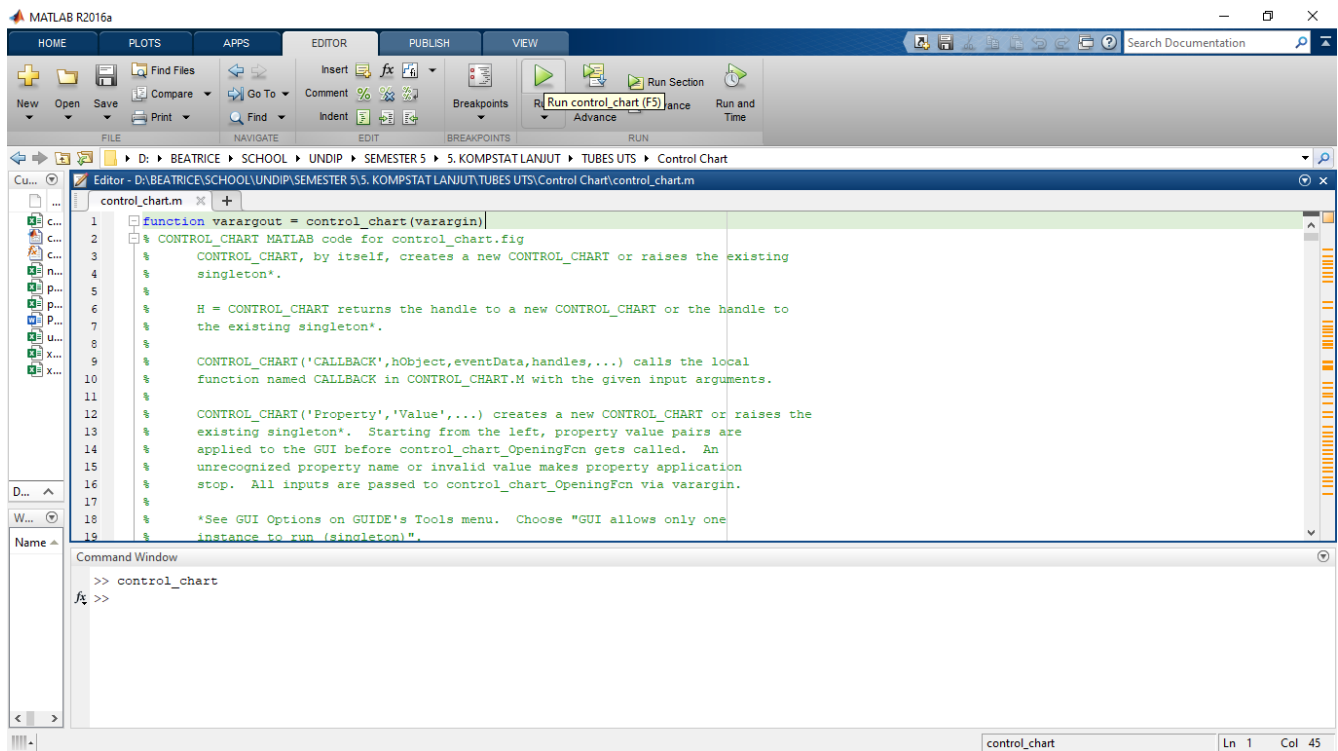 MATLAB R2016a
HOME PLOTS APPS EDITOR PUBLISH VIEW Search Documentation
Find Files Insert fx Run Section
New Open Save Compare Go To Comment Breakpoints Run control_chart (F5) Advance Run and Time
Print Find Indent
FILE NAVIGATE EDIT BREAKPOINTS RUN
D: BEATRICE SCHOOL UNDIP SEMESTER 5 5. KOMPSTAT LANJUT TUBES UTS Control Chart
Cu... Editor - D:\BEATRICE\SCHOOL\UNDIP\SEMESTER 5\5. KOMPSTAT LANJUT\TUBES UTS\Control Chart\control_chart.m
... control_chart.m +
c... 1 function varargout = control_chart(varargin)
c... 2 % CONTROL_CHART MATLAB code for control_chart.fig
c... 3 % CONTROL_CHART, by itself, creates a new CONTROL_CHART or raises the existing
n... 4 % singleton*.
p... 5 %
p... 6 % H = CONTROL_CHART returns the handle to a new CONTROL_CHART or the handle to
P... 7 % the existing singleton*.
u... 8 %
x... 9 % CONTROL_CHART('CALLBACK',hObject,eventData,handles,...) calls the local
x... 10 % function named CALLBACK in CONTROL_CHART.M with the given input arguments.
11 %
12 % CONTROL_CHART('Property','Value',...) creates a new CONTROL_CHART or raises the
13 % existing singleton*. Starting from the left, property value pairs are
14 % applied to the GUI before control_chart_OpeningFcn gets called. An
15 % unrecognized property name or invalid value makes property application
D... 16 % stop. All inputs are passed to control_chart_OpeningFcn via varargin.
17 %
W... 18 % *See GUI Options on GUIDE's Tools menu. Choose "GUI allows only one
Name 19 % instance to run (singleton)".
Command Window
>> control_chart
fx >>
control_chart Ln 1 Col 45